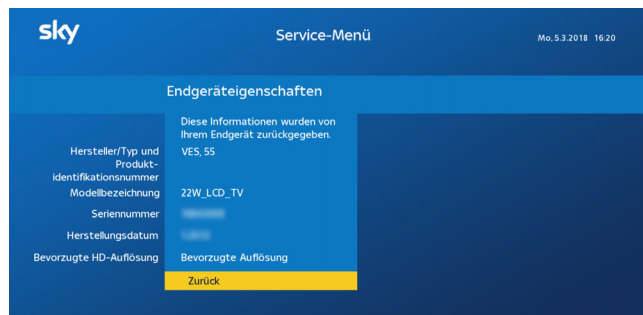 sky
Service-Menü
Mo, 5.3.2018 16:20
Endgeräteigenschaften
Diese Informationen wurden von
Ihrem Endgerät zurückgegeben.
Hersteller/Typ und
Produkt-
identifikationsnummer
VES, 55
Modellbezeichnung
22W_LCD_TV
Seriennummer
Herstellungsdatum
Bevorzugte HD-Auflösung
Bevorzugte Auflösung
Zurück